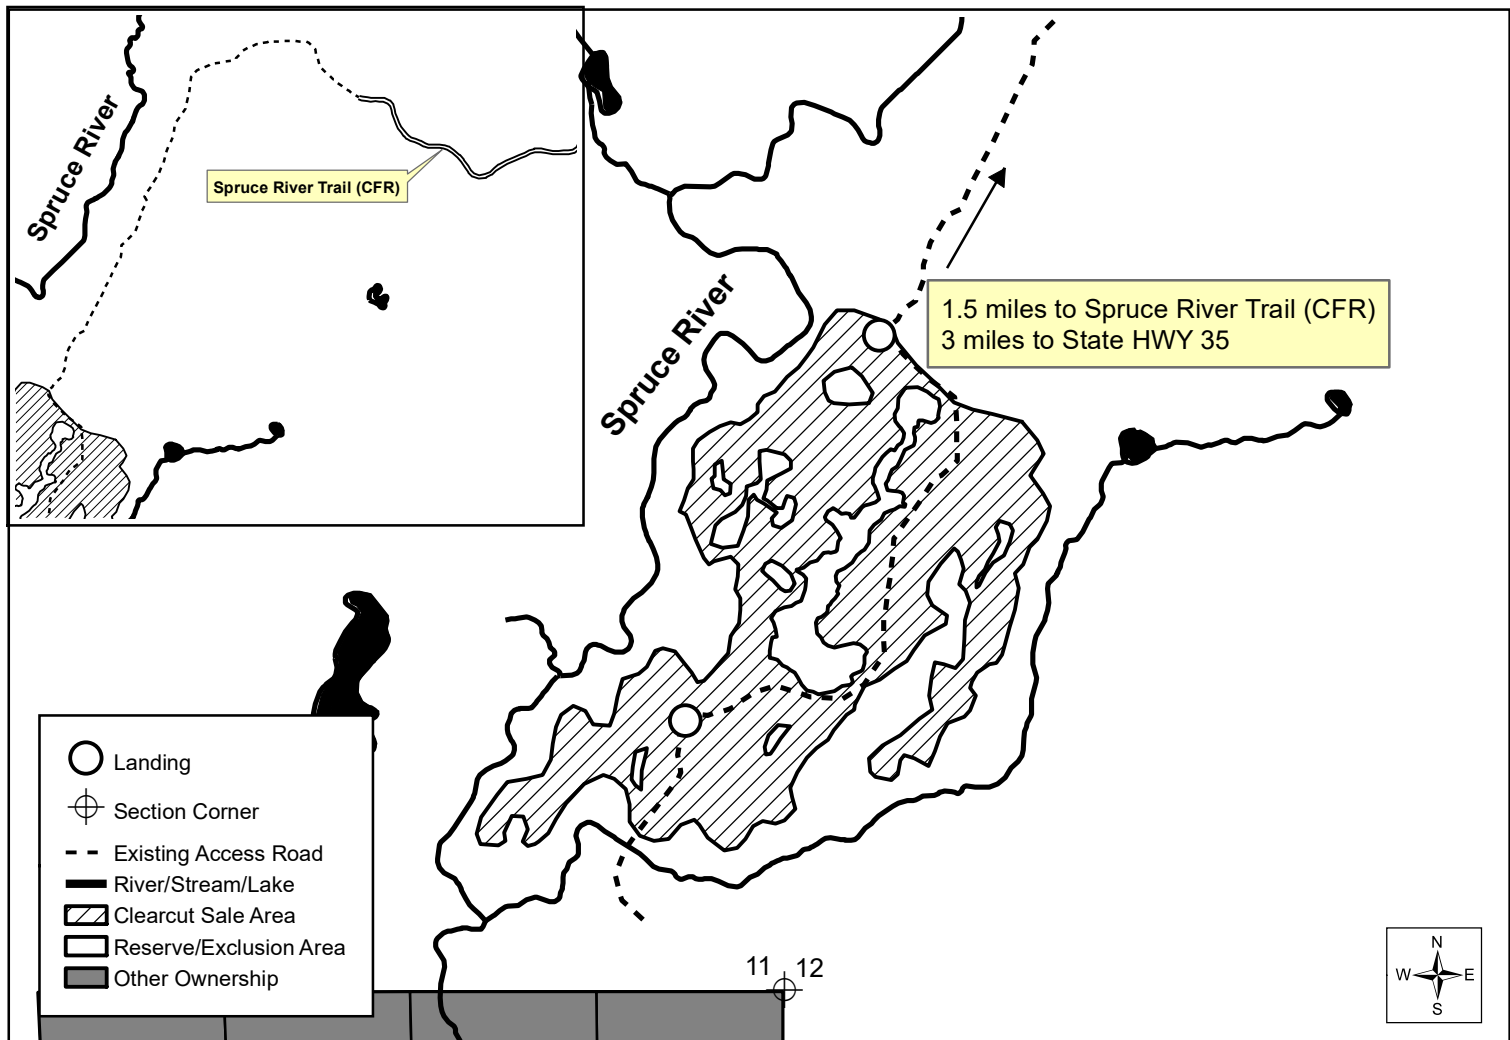 Spruce River
Spruce River Trail (CFR)
Spruce River
1.5 miles to Spruce River Trail (CFR)
3 miles to State HWY 35
Landing
Section Corner
Existing Access Road
River/Stream/Lake
Clearcut Sale Area
Reserve/Exclusion Area
Other Ownership
11 12
N
W E
S